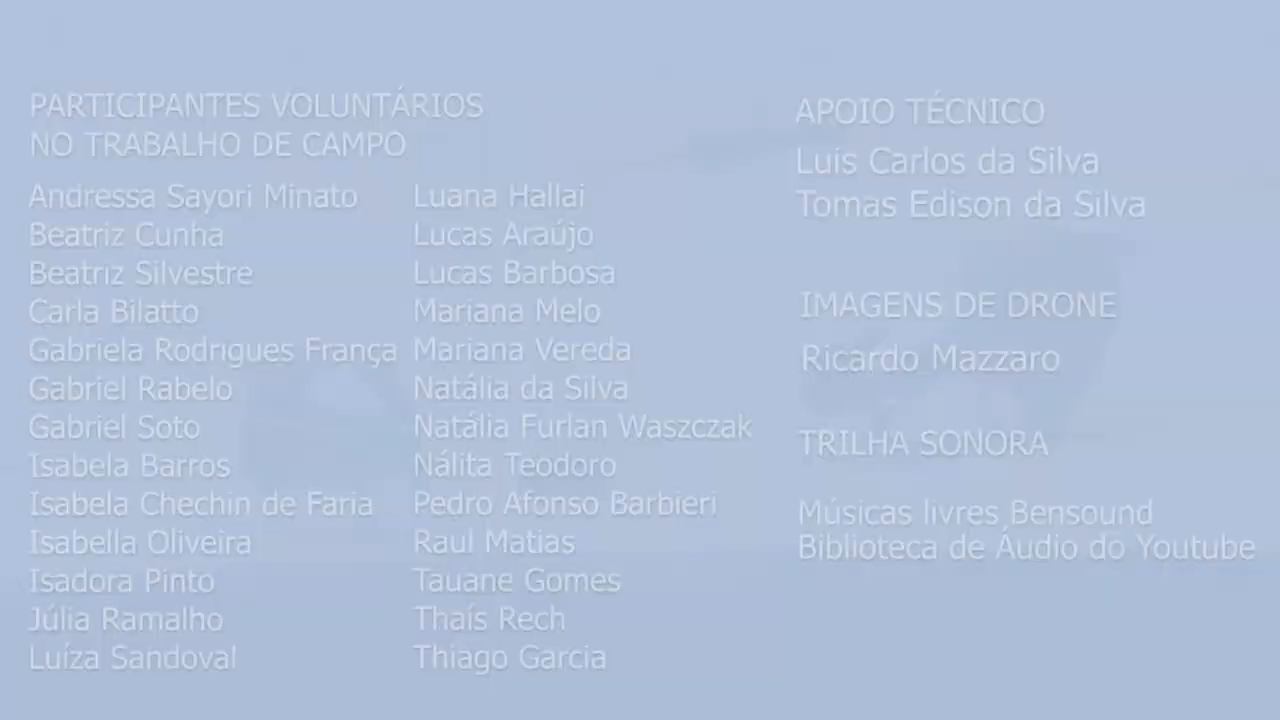 PARTICIPANTES VOLUNTÁRIOS
NO TRABALHO DE CAMPO
Andressa Sayori Minato
Beatriz Cunha
Beatriz Silvestre
Carla Bilatto
Gabriela Rodrigues França
Gabriel Rabelo
Gabriel Soto
Isabela Barros
Isabela Chechin de Faria
Isabella Oliveira
Isadora Pinto
Júlia Ramalho
Luíza Sandoval
Luana Hallai
Lucas Araújo
Lucas Barbosa
Mariana Melo
Mariana Vereda
Natália da Silva
Natália Furlan Waszczak
Nálita Teodoro
Pedro Afonso Barbieri
Raul Matias
Tauane Gomes
Thaís Rech
Thiago Garcia
APOIO TÉCNICO
Luis Carlos da Silva
Tomas Edison da Silva
IMAGENS DE DRONE
Ricardo Mazzaro
TRILHA SONORA
Músicas livres Bensound
Biblioteca de Áudio do Youtube